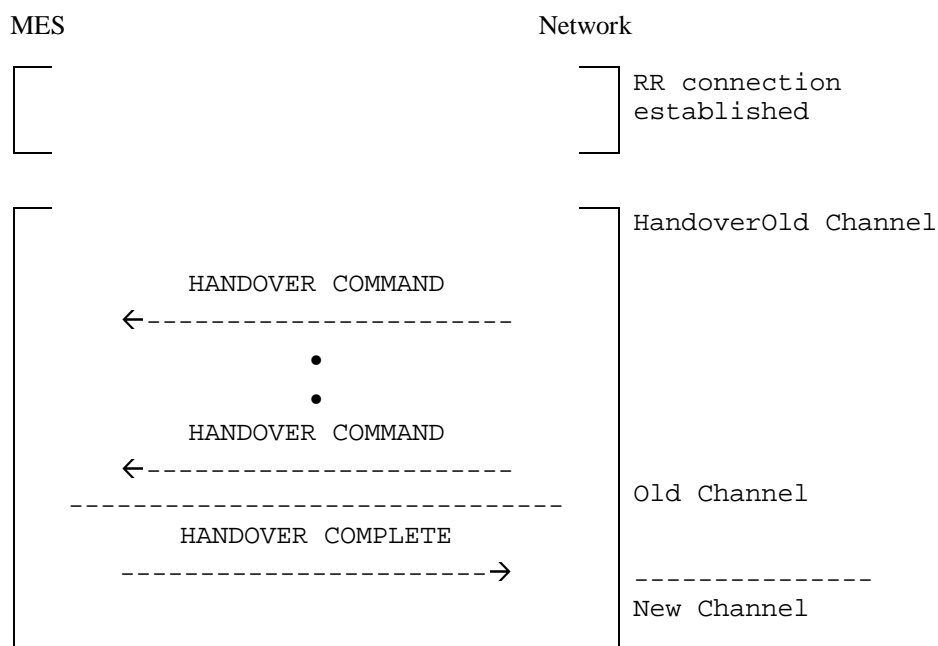 MES Network
RR connection
established
HandoverOld Channel
HANDOVER COMMAND
HANDOVER COMMAND
Old Channel
HANDOVER COMPLETE
New Channel